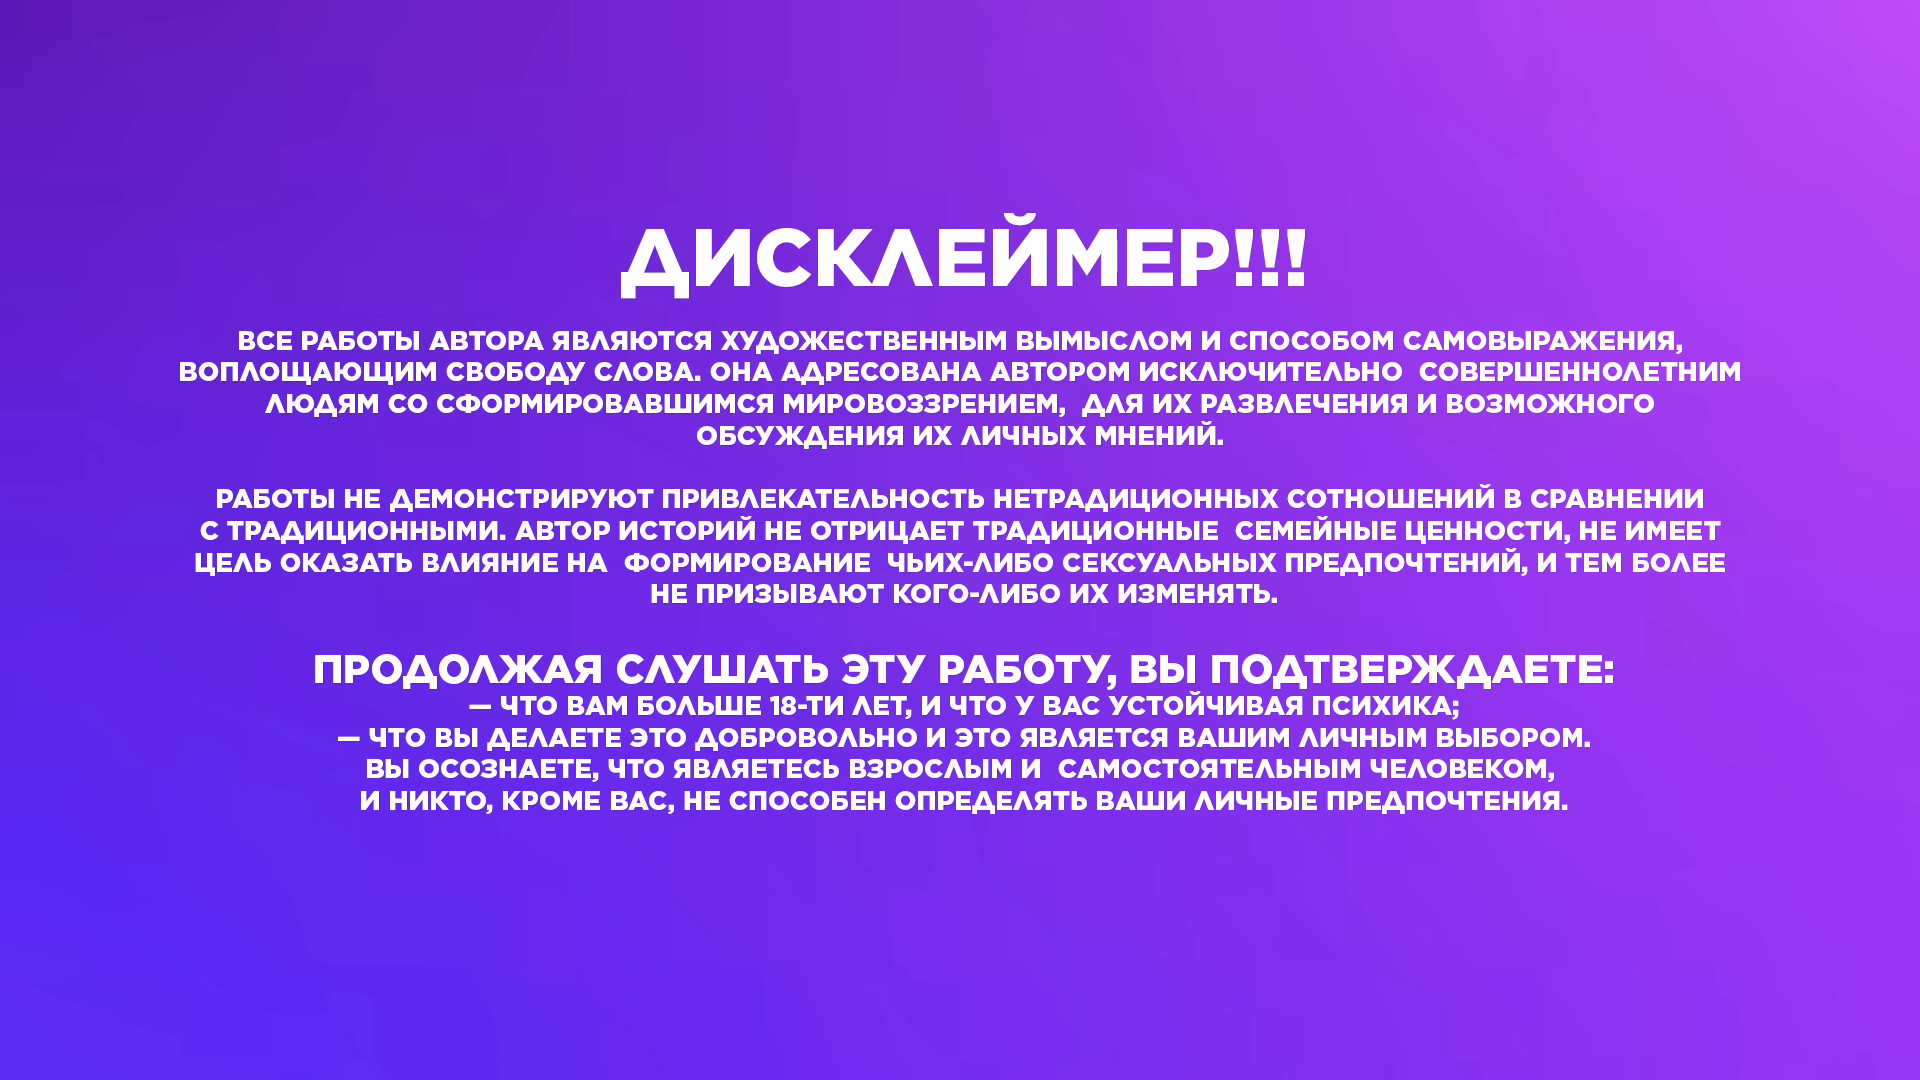 ДИСКЛЕЙМЕР!!!
ВСЕ РАБОТЫ АВТОРА ЯВЛЯЮТСЯ ХУДОЖЕСТВЕННЫМ ВЫМЫСЛОМ И СПОСОБОМ САМОВЫРАЖЕНИЯ,
ВОПЛОЩАЮЩИМ СВОБОДУ СЛОВА. ОНА АДРЕСОВАНА АВТОРОМ ИСКЛЮЧИТЕЛЬНО СОВЕРШЕННОЛЕТНИМ
ЛЮДЯМ СО СФОРМИРОВАВШИМСЯ МИРОВОЗЗРЕНИЕМ, ДЛЯ ИХ РАЗВЛЕЧЕНИЯ И ВОЗМОЖНОГО
ОБСУЖДЕНИЯ ИХ ЛИЧНЫХ МНЕНИЙ.
РАБОТЫ НЕ ДЕМОНСТРИРУЮТ ПРИВЛЕКАТЕЛЬНОСТЬ НЕТРАДИЦИОННЫХ СОТНОШЕНИЙ В СРАВНЕНИИ
С ТРАДИЦИОННЫМИ. АВТОР ИСТОРИЙ НЕ ОТРИЦАЕТ ТРАДИЦИОННЫЕ СЕМЕЙНЫЕ ЦЕННОСТИ, НЕ ИМЕЕТ
ЦЕЛЬ ОКАЗАТЬ ВЛИЯНИЕ НА ФОРМИРОВАНИЕ ЧЬИХ-ЛИБО СЕКСУАЛЬНЫХ ПРЕДПОЧТЕНИЙ, И ТЕМ БОЛЕЕ
НЕ ПРИЗЫВАЮТ КОГО-ЛИБО ИХ ИЗМЕНЯТЬ.
ПРОДОЛЖАЯ СЛУШАТЬ ЭТУ РАБОТУ, ВЫ ПОДТВЕРЖДАЕТЕ:
— ЧТО ВАМ БОЛЬШЕ 18-ТИ ЛЕТ, И ЧТО У ВАС УСТОЙЧИВАЯ ПСИХИКА;
— ЧТО ВЫ ДЕЛАЕТЕ ЭТО ДОБРОВОЛЬНО И ЭТО ЯВЛЯЕТСЯ ВАШИМ ЛИЧНЫМ ВЫБОРОМ.
ВЫ ОСОЗНАЕТЕ, ЧТО ЯВЛЯЕТЕСЬ ВЗРОСЛЫМ И САМОСТОЯТЕЛЬНЫМ ЧЕЛОВЕКОМ,
И НИКТО, КРОМЕ ВАС, НЕ СПОСОБЕН ОПРЕДЕЛЯТЬ ВАШИ ЛИЧНЫЕ ПРЕДПОЧТЕНИЯ.